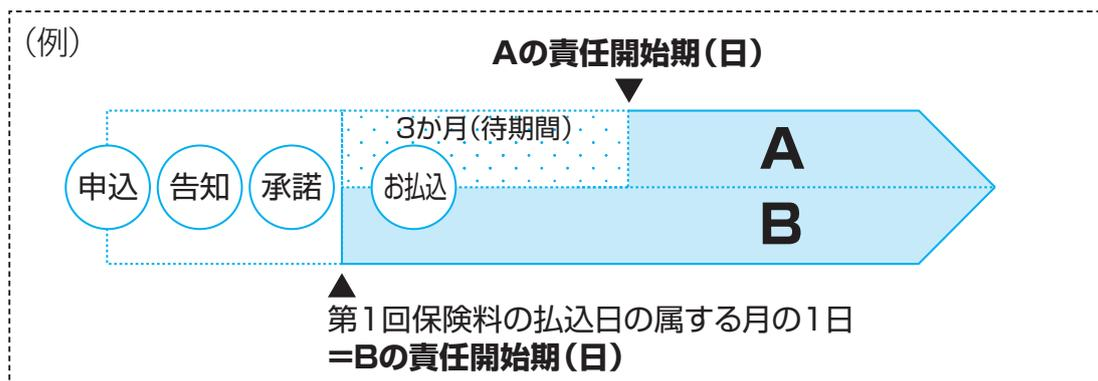 （例）
Aの責任開始期（日）
▼
3か月（待期間）
A
申込 告知 承諾 お払込
B
▲
第1回保険料の払込日の属する月の1日
＝Bの責任開始期（日）